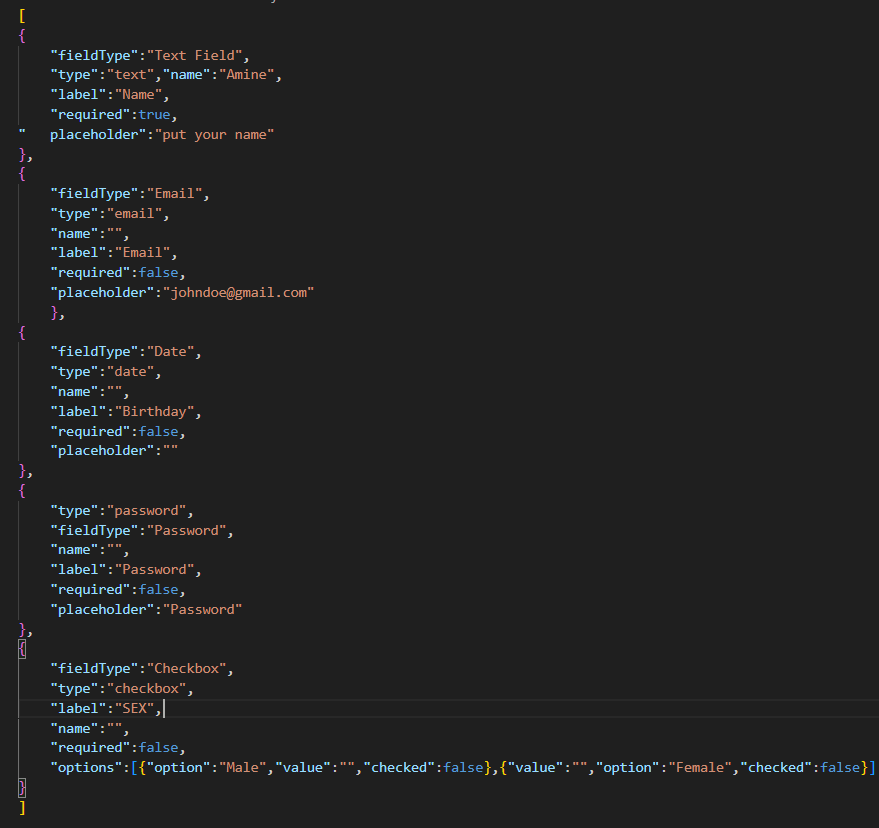 [
{
    "fieldType":"Text Field",
    "type":"text","name":"Amine",
    "label":"Name",
    "required":true,
"   placeholder":"put your name"
},
{
    "fieldType":"Email",
    "type":"email",
    "name":"",
    "label":"Email",
    "required":false,
    "placeholder":"johndoe@gmail.com"
    },
{
    "fieldType":"Date",
    "type":"date",
    "name":"",
    "label":"Birthday",
    "required":false,
    "placeholder":""
},
{
    "type":"password",
    "fieldType":"Password",
    "name":"",
    "label":"Password",
    "required":false,
    "placeholder":"Password"
},
{
    "fieldType":"Checkbox",
    "type":"checkbox",
    "label":"SEX",
    "name":"",
    "required":false,
    "options":[{"option":"Male","value":"","checked":false},{"value":"","option":"Female","checked":false}]
}
]